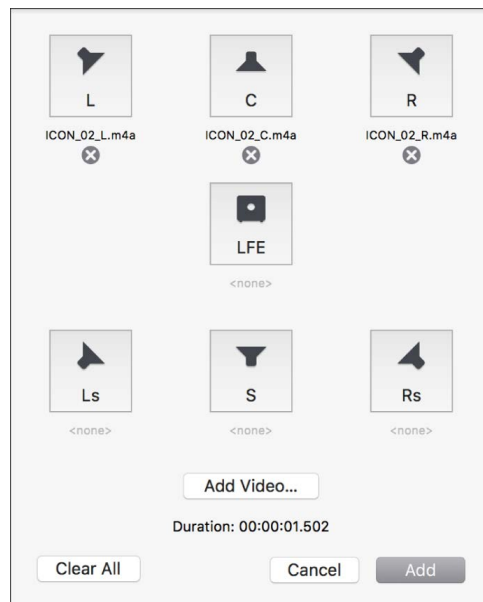 L C R
ICON_02_L.m4a ICON_02_C.m4a ICON_02_R.m4a
LFE
<none>
Ls S Rs
<none> <none> <none>
Add Video...
Duration: 00:00:01.502
Clear All Cancel Add